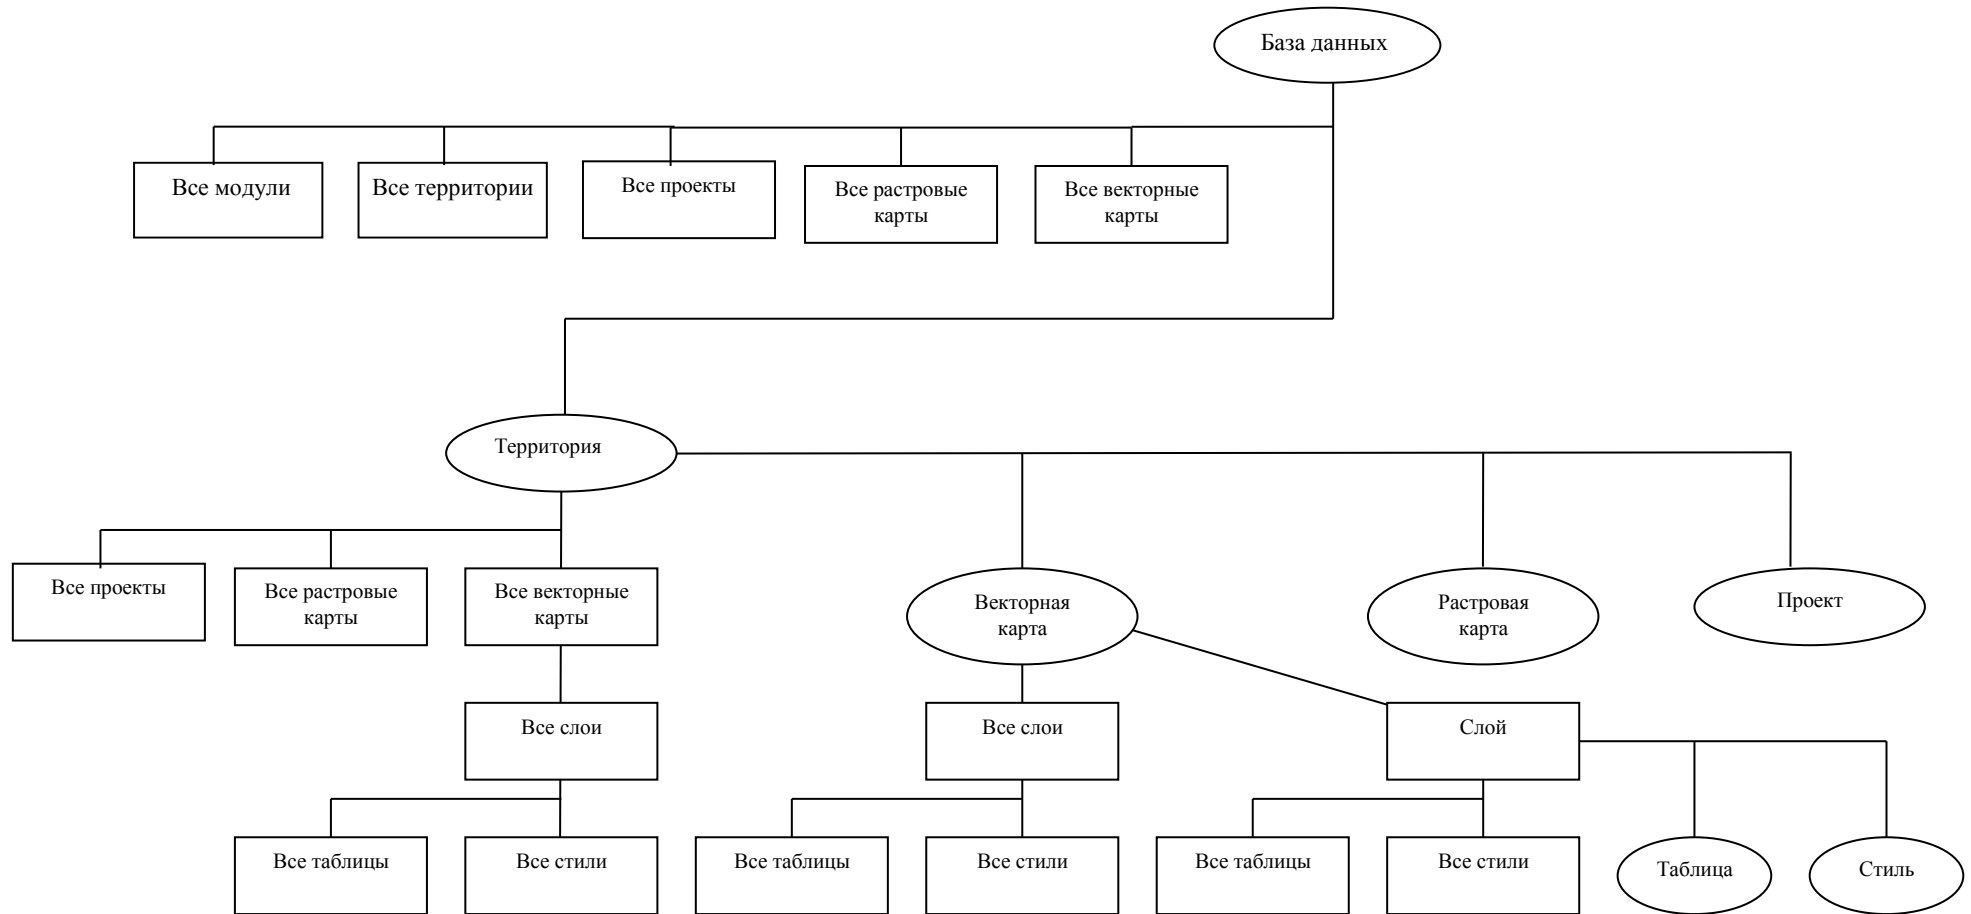 База данных
Все модули
Все территории
Все проекты
Все растровые
карты
Все векторные
карты
Территория
Все проекты
Все растровые
карты
Все векторные
карты
Векторная
карта
Растровая
карта
Проект
Все слои
Все слои
Слой
Все таблицы
Все стили
Все таблицы
Все стили
Все таблицы
Все стили
Таблица
Стиль